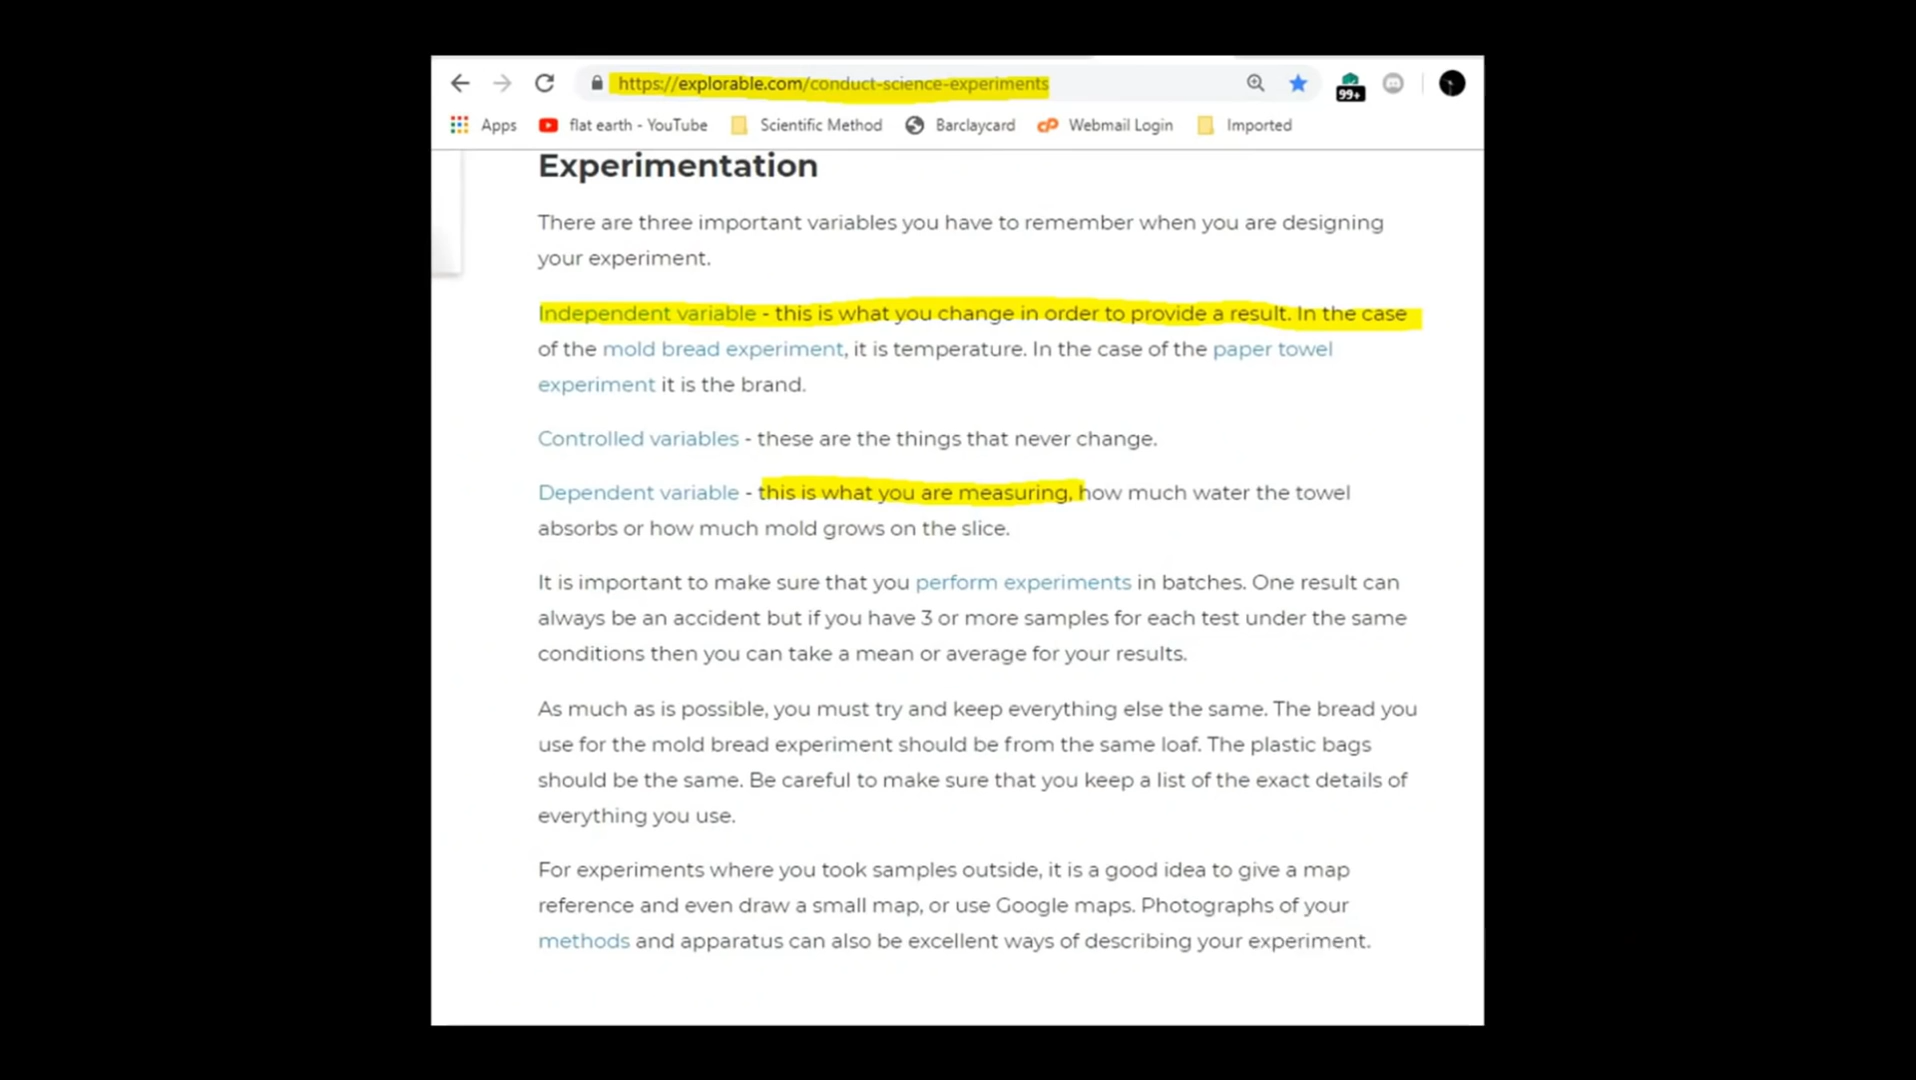 https://explorable.com/conduct-science-experiments
99+
Apps flat earth - YouTube Scientific Method Barclaycard Webmail Login Imported
Experimentation
There are three important variables you have to remember when you are designing
your experiment.
Independent variable - this is what you change in order to provide a result. In the case
of the mold bread experiment, it is temperature. In the case of the paper towel
experiment it is the brand.
Controlled variables - these are the things that never change.
Dependent variable - this is what you are measuring, how much water the towel
absorbs or how much mold grows on the slice.
It is important to make sure that you perform experiments in batches. One result can
always be an accident but if you have 3 or more samples for each test under the same
conditions then you can take a mean or average for your results.
As much as is possible, you must try and keep everything else the same. The bread you
use for the mold bread experiment should be from the same loaf. The plastic bags
should be the same. Be careful to make sure that you keep a list of the exact details of
everything you use.
For experiments where you took samples outside, it is a good idea to give a map
reference and even draw a small map, or use Google maps. Photographs of your
methods and apparatus can also be excellent ways of describing your experiment.